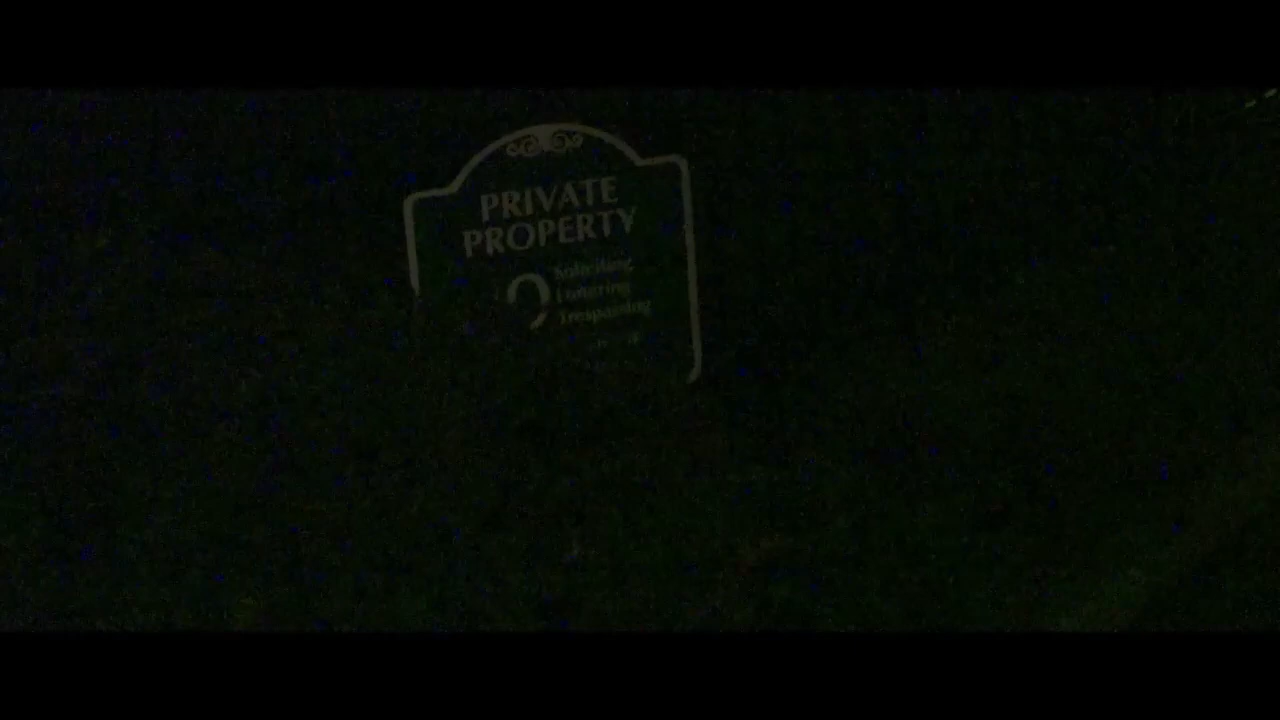 PRIVATE
PROPERTY
Soliciting
Loitering
Trespassing